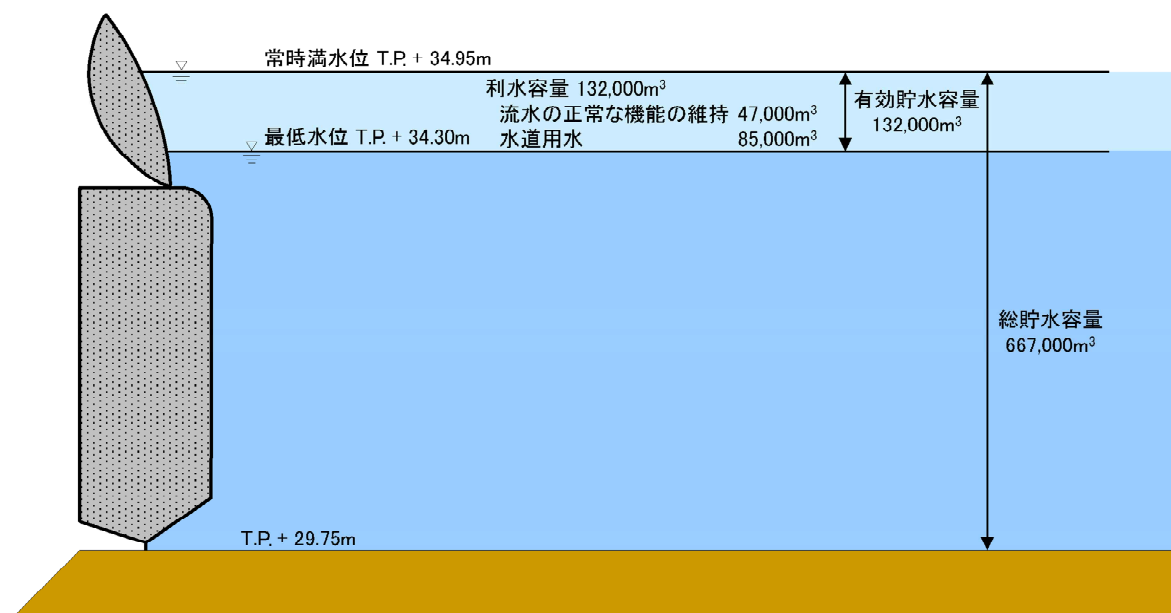 常時満水位 T.P. + 34.95m
利水容量 132,000m³
流水の正常な機能の維持 47,000m³
水道用水 85,000m³
有効貯水容量
132,000m³
最低水位 T.P. + 34.30m
総貯水容量
667,000m³
T.P. + 29.75m